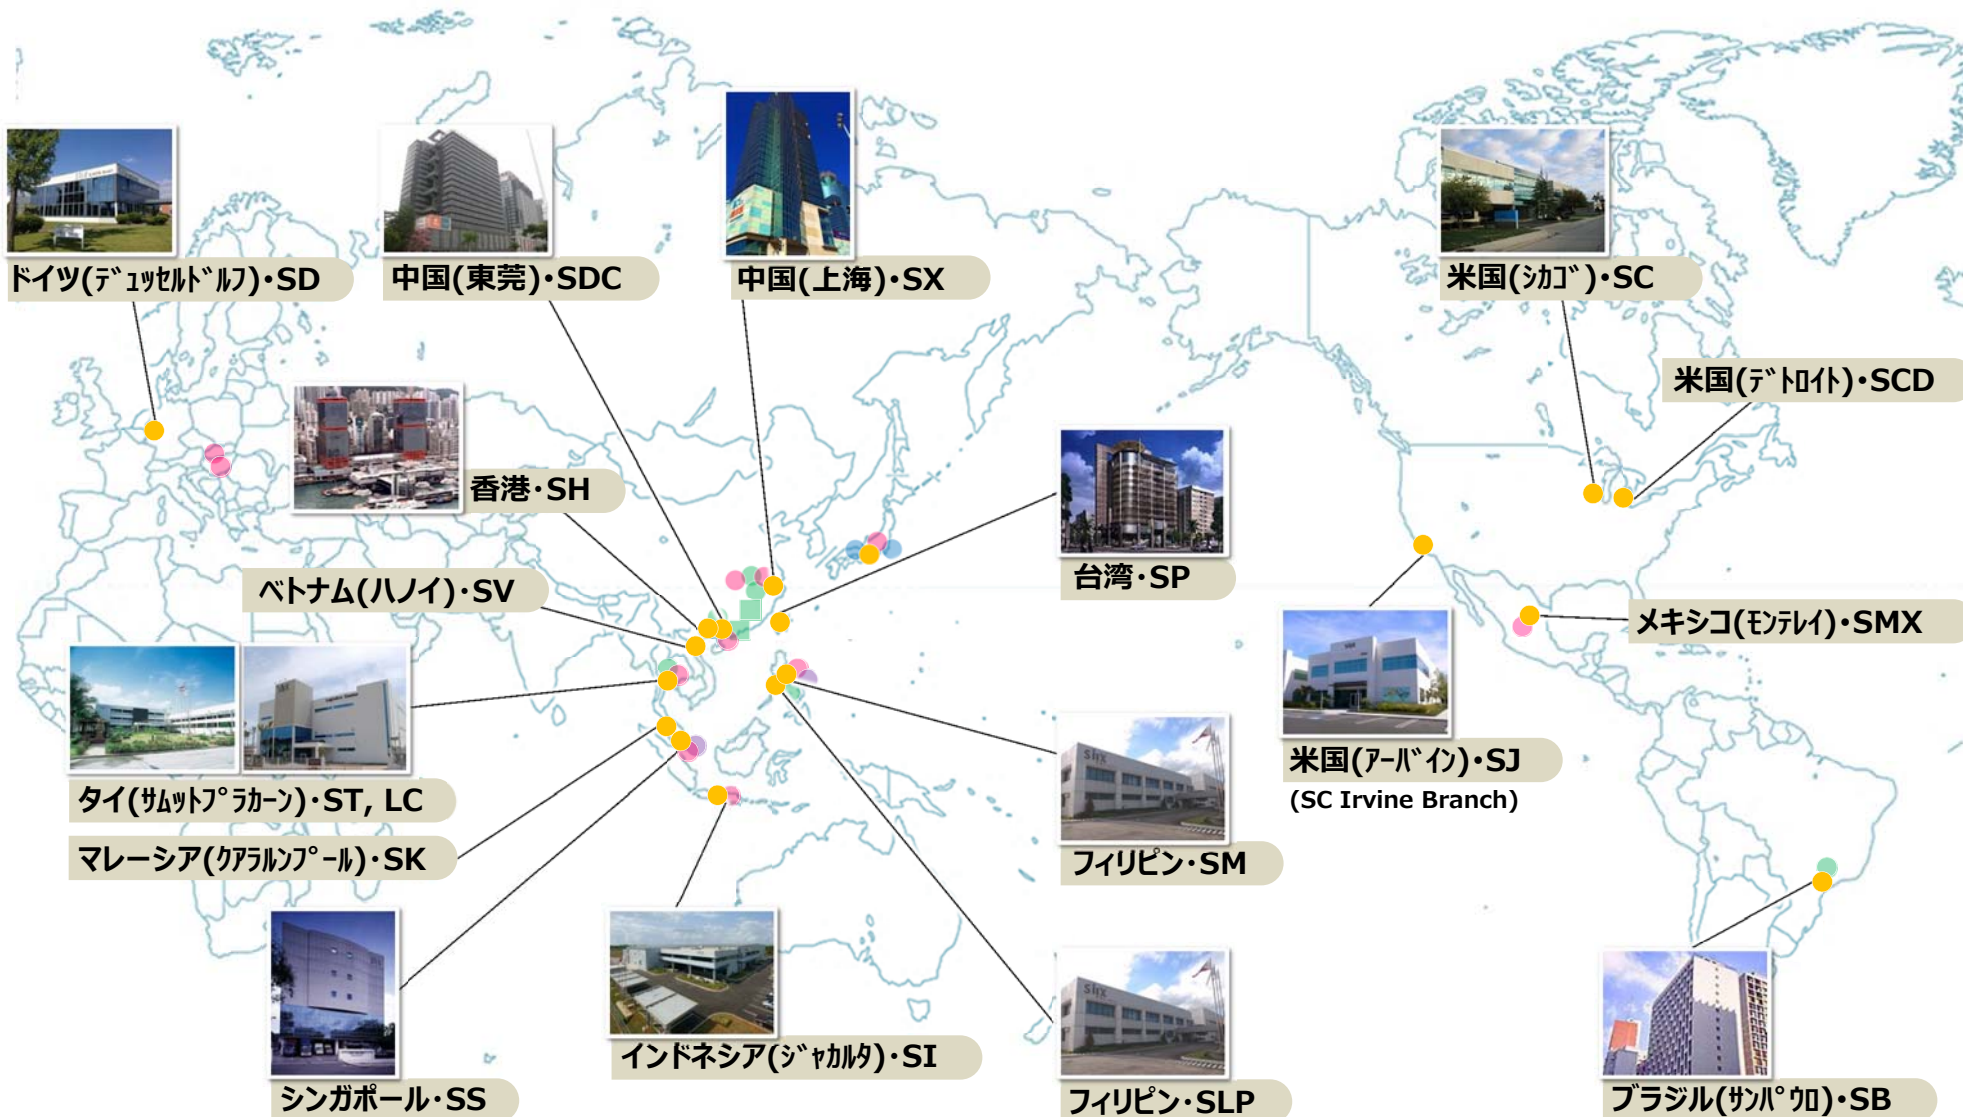 ドイツ(ﾃﾞｭｯｾﾙﾄﾞﾙﾌ)・SD
中国(東莞)・SDC
中国(上海)・SX
米国(ｼｶｺﾞ)・SC
米国(ﾃﾞﾄﾛｲﾄ)・SCD
香港・SH
台湾・SP
ベトナム(ハノイ)・SV
メキシコ(ﾓﾝﾃﾚｲ)・SMX
米国(ｱｰﾊﾞｲﾝ)・SJ
(SC Irvine Branch)
タイ(ｻﾑｯﾄﾌﾟﾗｶｰﾝ)・ST, LC
マレーシア(ｸｱﾗﾙﾝﾌﾟｰﾙ)・SK
SIIX
フィリピン・SM
インドネシア(ｼﾞｬｶﾙﾀ)・SI
SIIX
シンガポール・SS
フィリピン・SLP
ブラジル(ｻﾝﾊﾟｳﾛ)・SB